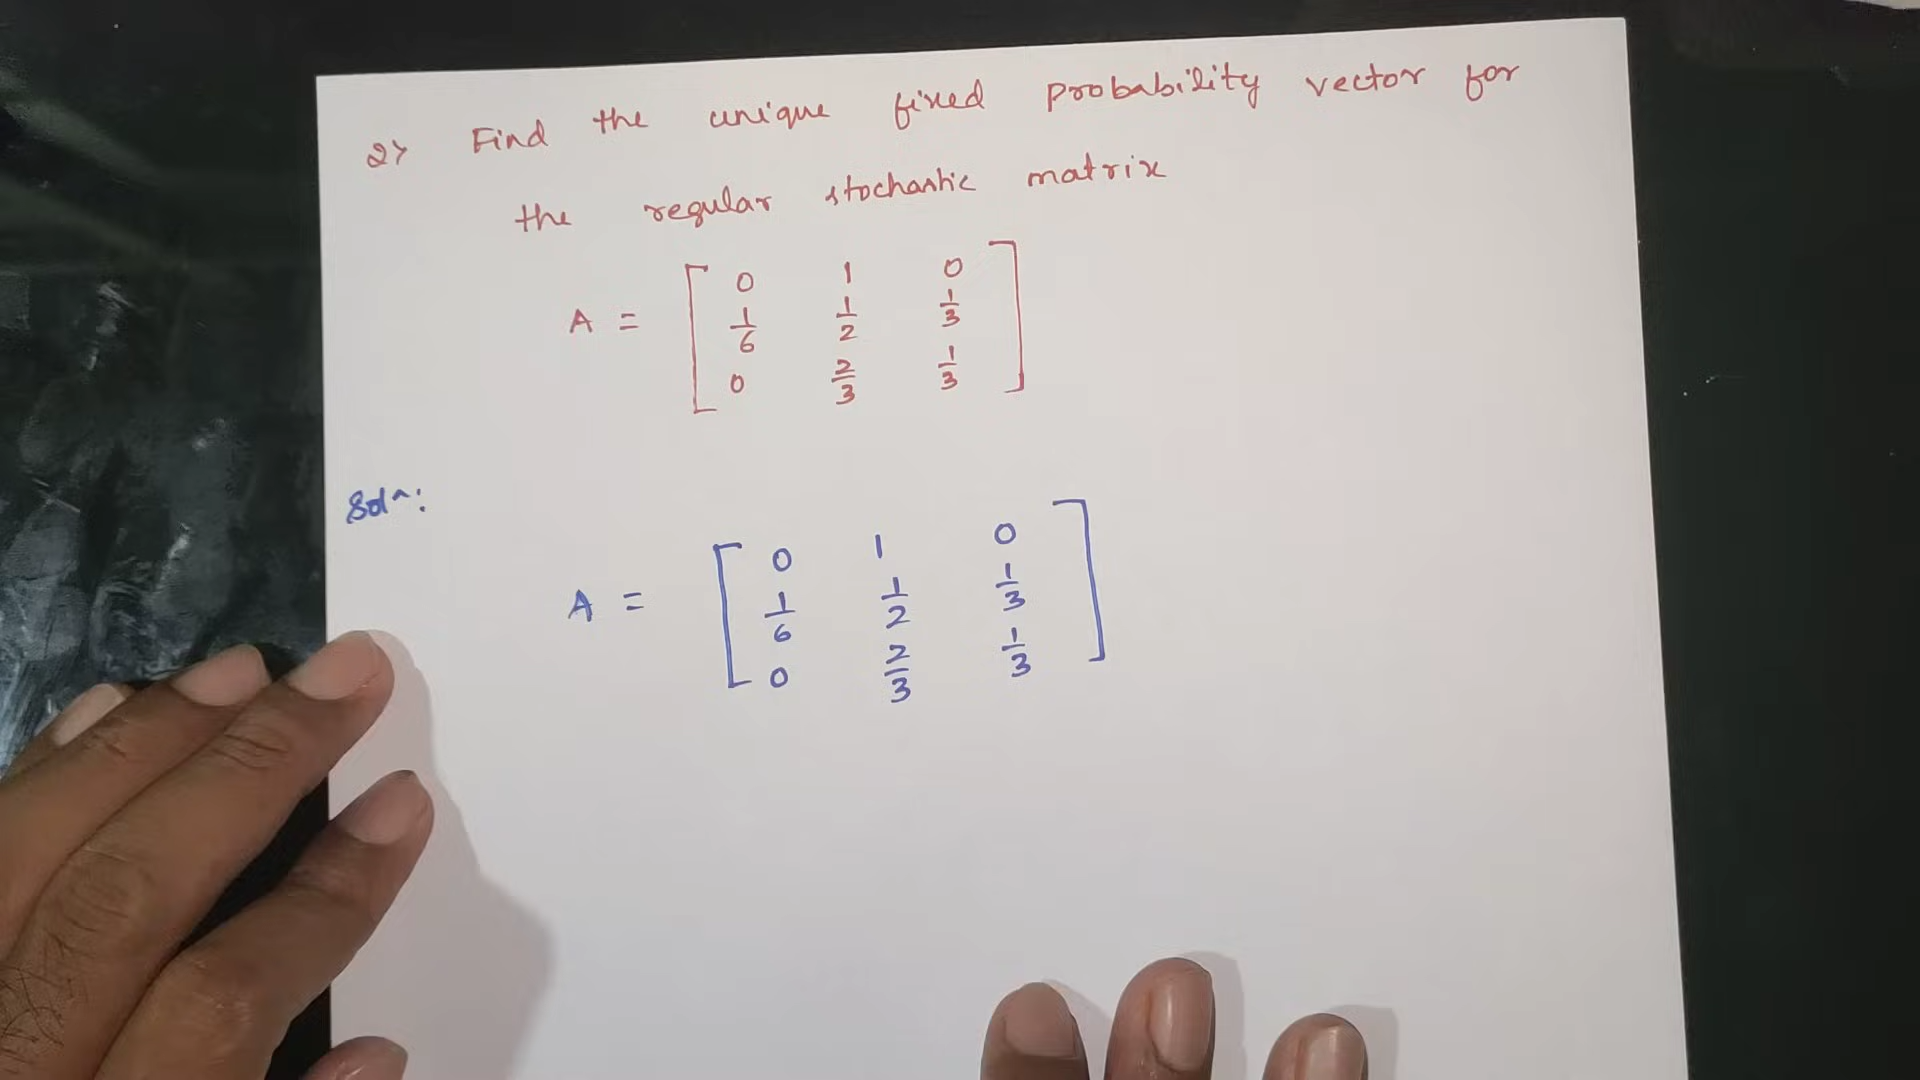 2> Find the unique fixed probability vector for
the regular stochastic matrix
A = [ 0 1 0
1/6 1/2 1/3
0 2/3 1/3 ]
Soln:
A = [ 0 1 0
1/6 1/2 1/3
0 2/3 1/3 ]